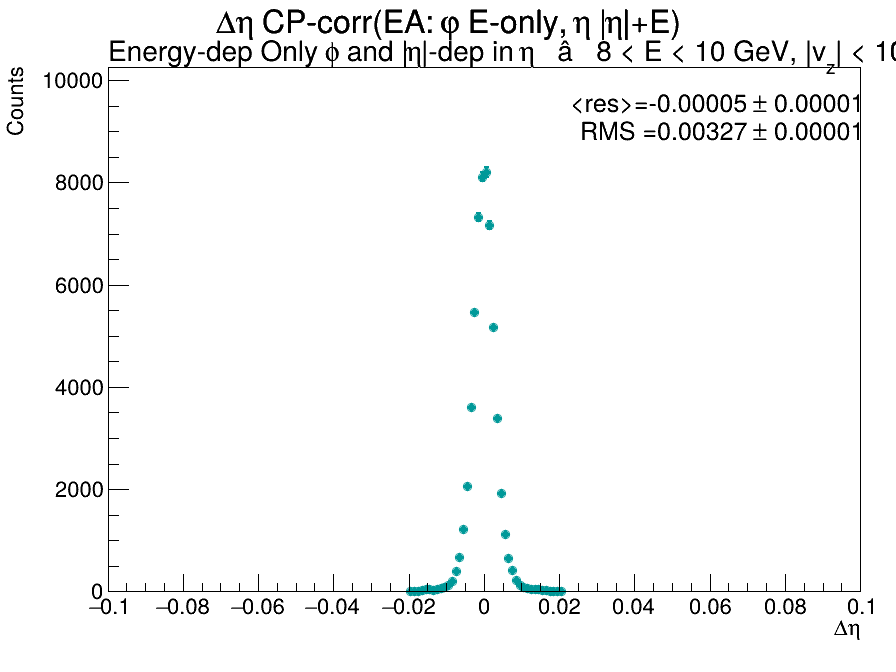 Δη CP-corr(EA: φ E-only, η |η|+E)
Energy-dep Only ϕ and |η|-dep in η â 8 < E < 10 GeV, |v_z| < 10
Counts
<res>=-0.00005 ± 0.00001
RMS =0.00327 ± 0.00001
10000
8000
6000
4000
2000
0
−0.1 −0.08 −0.06 −0.04 −0.02 0 0.02 0.04 0.06 0.08 0.1
Δη